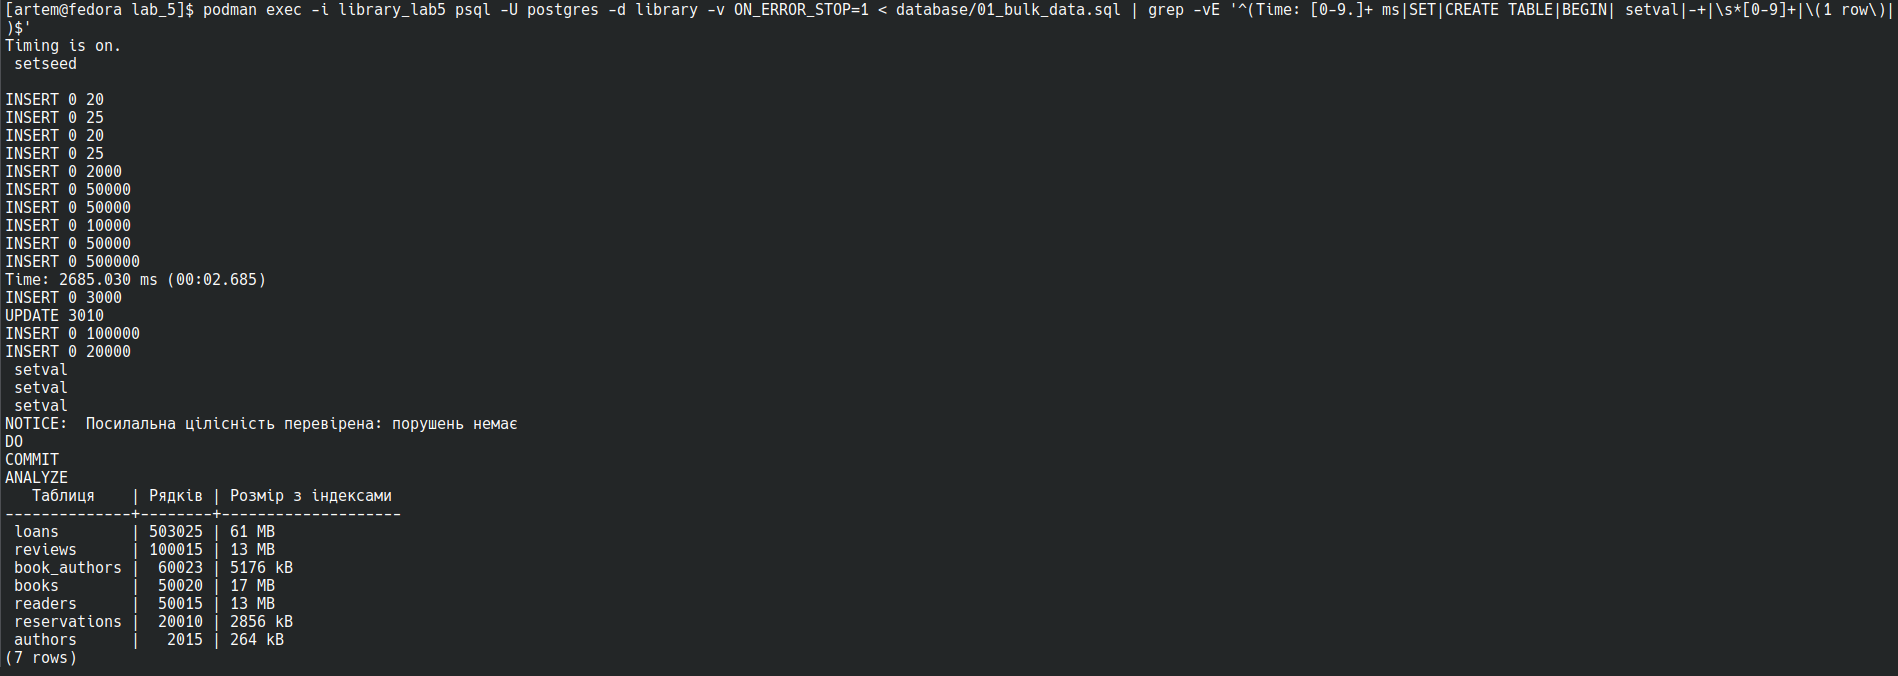 [artem@fedora lab_5]$ podman exec -i library_lab5 psql -U postgres -d library -v ON_ERROR_STOP=1 < database/01_bulk_data.sql | grep -vE '^(Time: [0-9.]+ ms|SET|CREATE TABLE|BEGIN| setval|-+|\s*[0-9]+|\(1 row\)|
)$'
Timing is on.
 setseed
INSERT 0 20
INSERT 0 25
INSERT 0 20
INSERT 0 25
INSERT 0 2000
INSERT 0 50000
INSERT 0 50000
INSERT 0 10000
INSERT 0 50000
INSERT 0 500000
Time: 2685.030 ms (00:02.685)
INSERT 0 3000
UPDATE 3010
INSERT 0 100000
INSERT 0 20000
 setval
 setval
 setval
NOTICE:  Посилальна цілісність перевірена: порушень немає
DO
COMMIT
ANALYZE
   Таблиця    | Рядків | Розмір з індексами
--------------+--------+--------------------
 loans        | 503025 | 61 MB
 reviews      | 100015 | 13 MB
 book_authors |  60023 | 5176 kB
 books        |  50020 | 17 MB
 readers      |  50015 | 13 MB
 reservations |  20010 | 2856 kB
 authors      |   2015 | 264 kB
(7 rows)